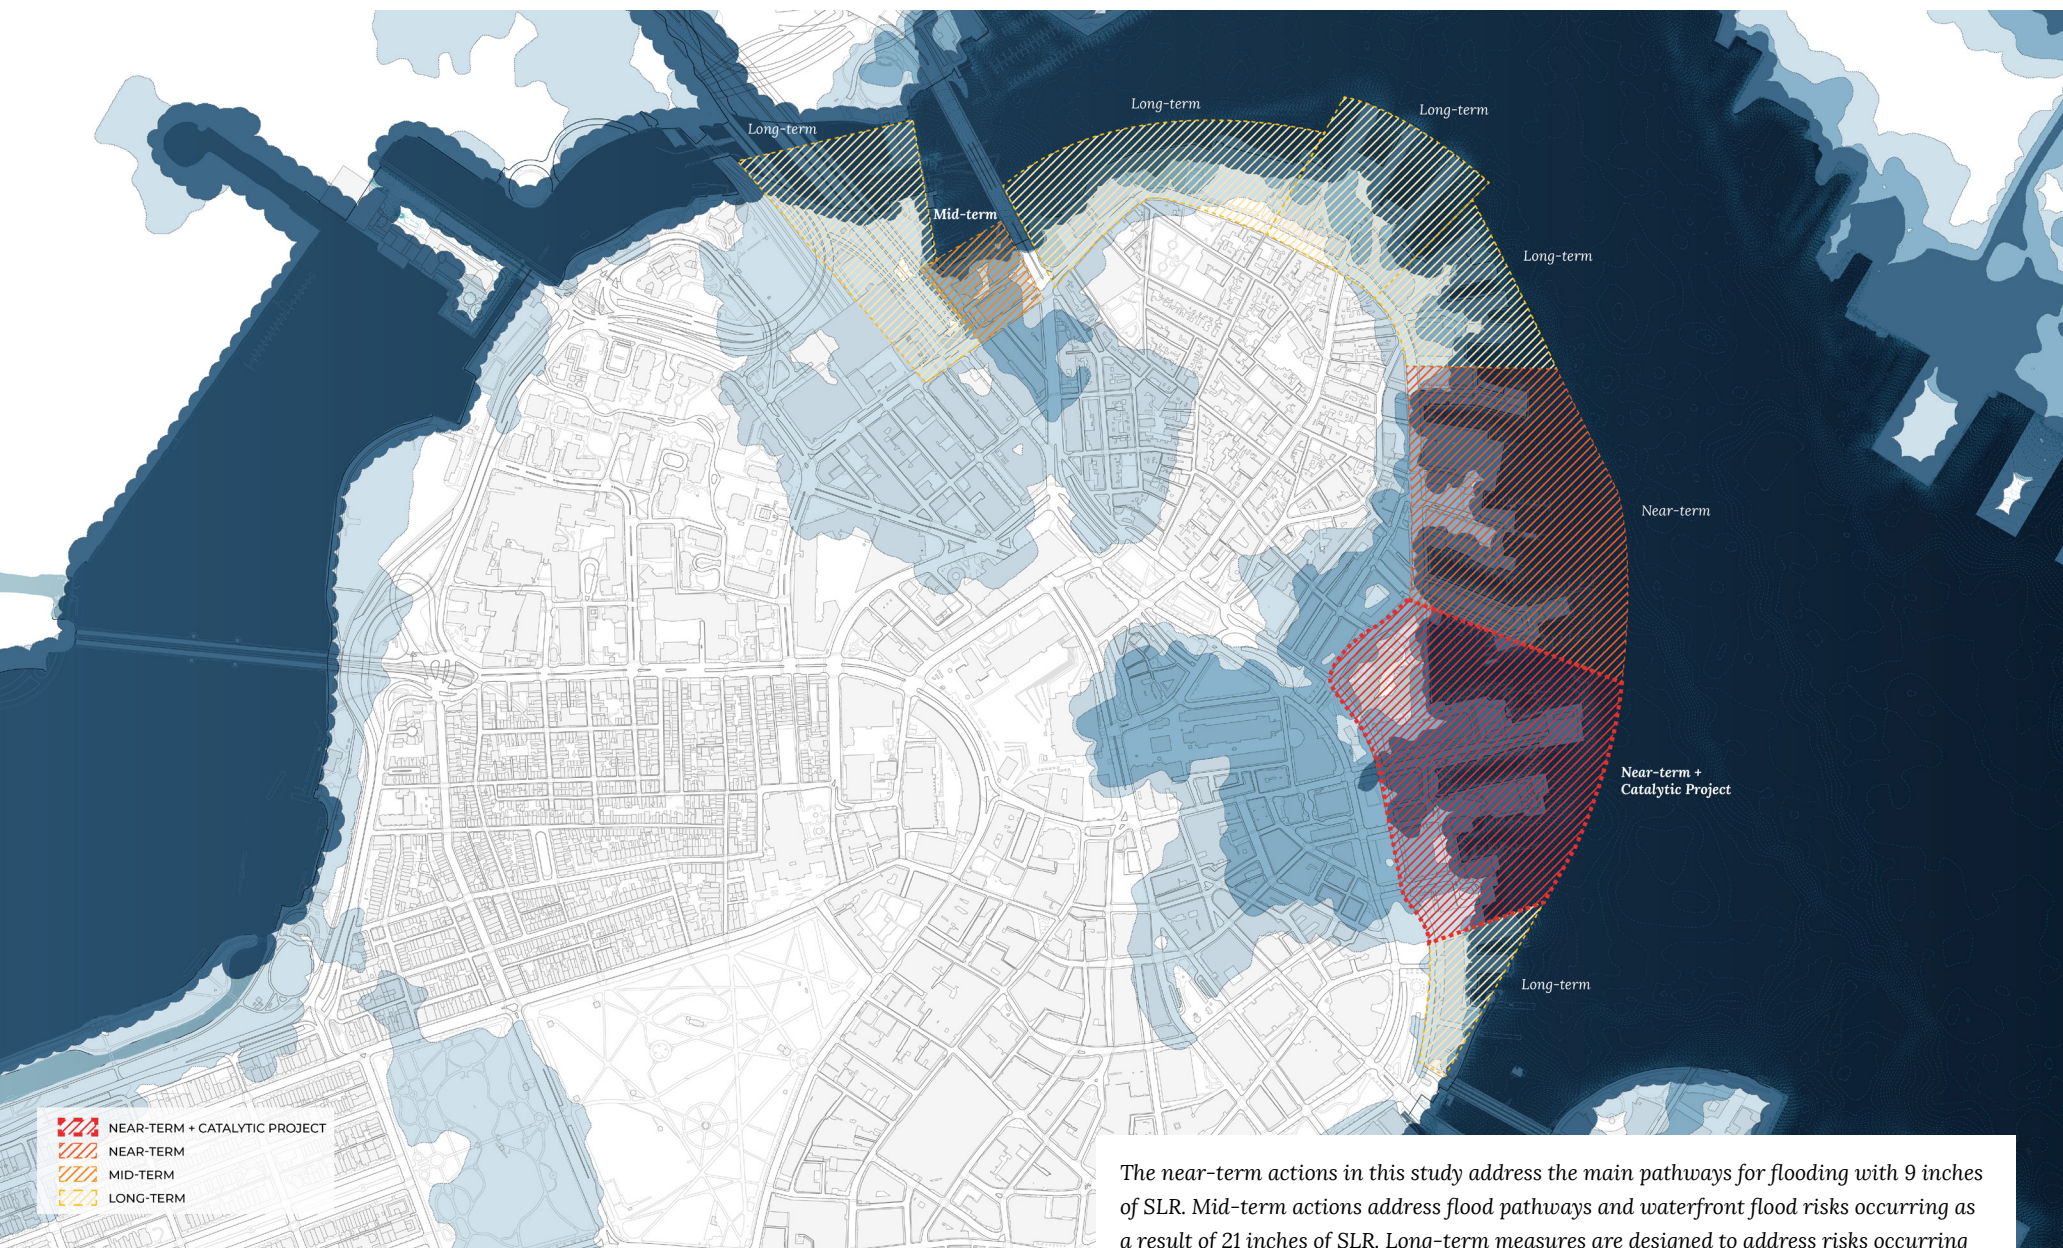 Long-term
Long-term
Long-term
Mid-term
Long-term
Near-term
Near-term +
Catalytic Project
Long-term
NEAR-TERM + CATALYTIC PROJECT
NEAR-TERM
MID-TERM
LONG-TERM
The near-term actions in this study address the main pathways for flooding with 9 inches
of SLR. Mid-term actions address flood pathways and waterfront flood risks occurring as
a result of 21 inches of SLR. Long-term measures are designed to address risks occurring